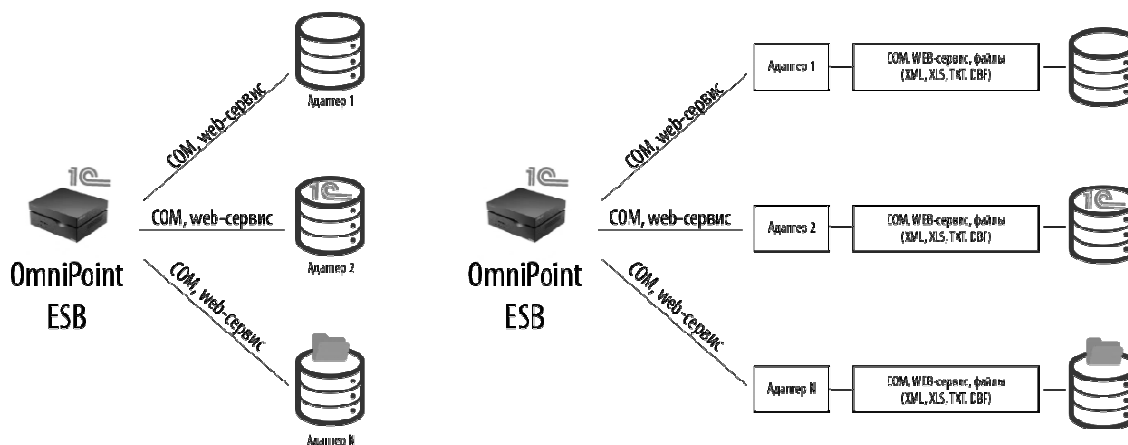 Адаптер 1
COM, web-сервис
1С
1С
COM, web-сервис
OmniPoint
ESB
Адаптер 2
COM, web-сервис
Адаптер N
Адаптер 1
COM, WEB-сервис, файлы
(XML, XLS, TXT, DBF)
COM, web-сервис
1С
1С
COM, web-сервис
Адаптер 2
COM, WEB-сервис, файлы
(XML, XLS, TXT, DBF)
OmniPoint
ESB
COM, web-сервис
Адаптер N
COM, WEB-сервис, файлы
(XML, XLS, TXT, DBF)